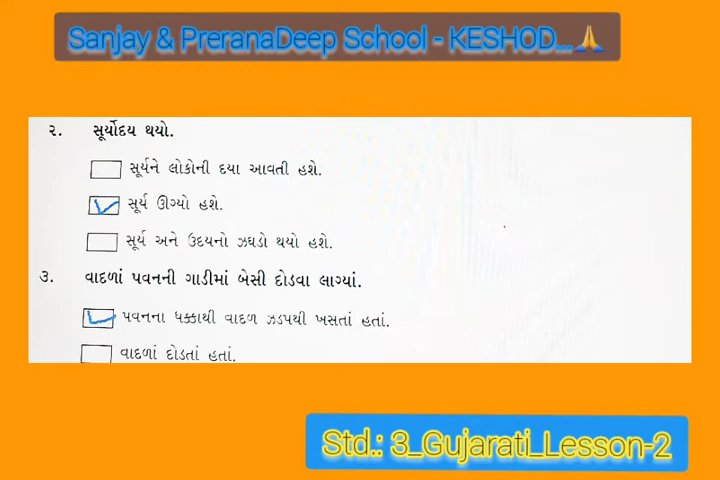 Sanjay & PreranaDeep School - KESHOD...🙏
૨. સૂર્યોદય થયો.
સૂર્યને લોકોની દયા આવતી હશે.
સૂર્ય ઊગ્યો હશે.
સૂર્ય અને ઉદયનો ઝઘડો થયો હશે.
૩. વાદળાં પવનની ગાડીમાં બેસી દોડવા લાગ્યાં.
પવનના ધક્કાથી વાદળ ઝડપથી ખસતાં હતાં.
વાદળાં દોડતાં હતાં.
Std.: 3_Gujarati_Lesson-2